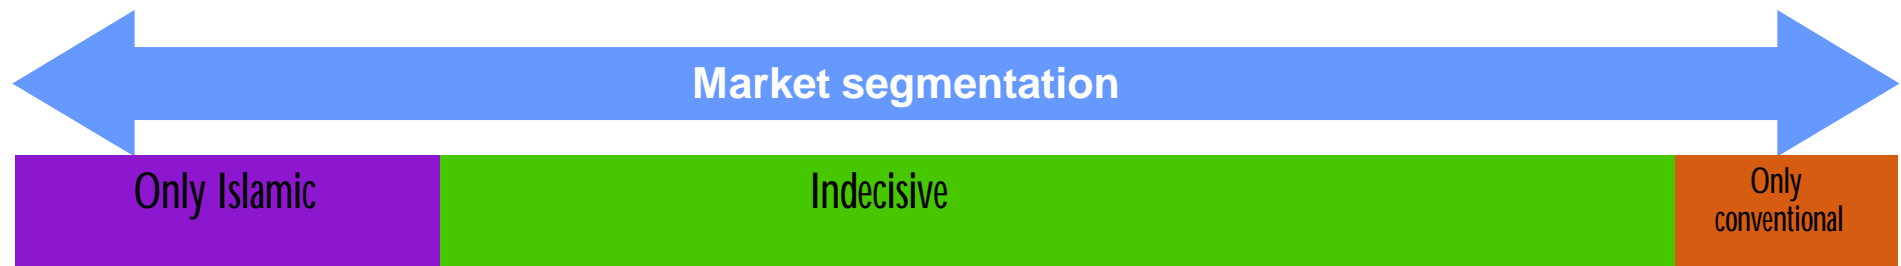 Market segmentation
Only Islamic
Indecisive
Only
conventional